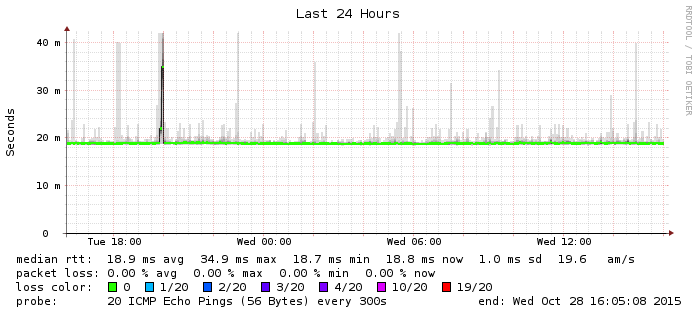 Last 24 Hours
RRDTOOL / TOBI OETIKER
Seconds
40 m
30 m
20 m
10 m
0
Tue 18:00 Wed 00:00 Wed 06:00 Wed 12:00
median rtt: 18.9 ms avg 34.9 ms max 18.7 ms min 18.8 ms now 1.0 ms sd 19.6 am/s
packet loss: 0.00 % avg 0.00 % max 0.00 % min 0.00 % now
loss color: 0 1/20 2/20 3/20 4/20 10/20 19/20
probe: 20 ICMP Echo Pings (56 Bytes) every 300s end: Wed Oct 28 16:05:08 2015